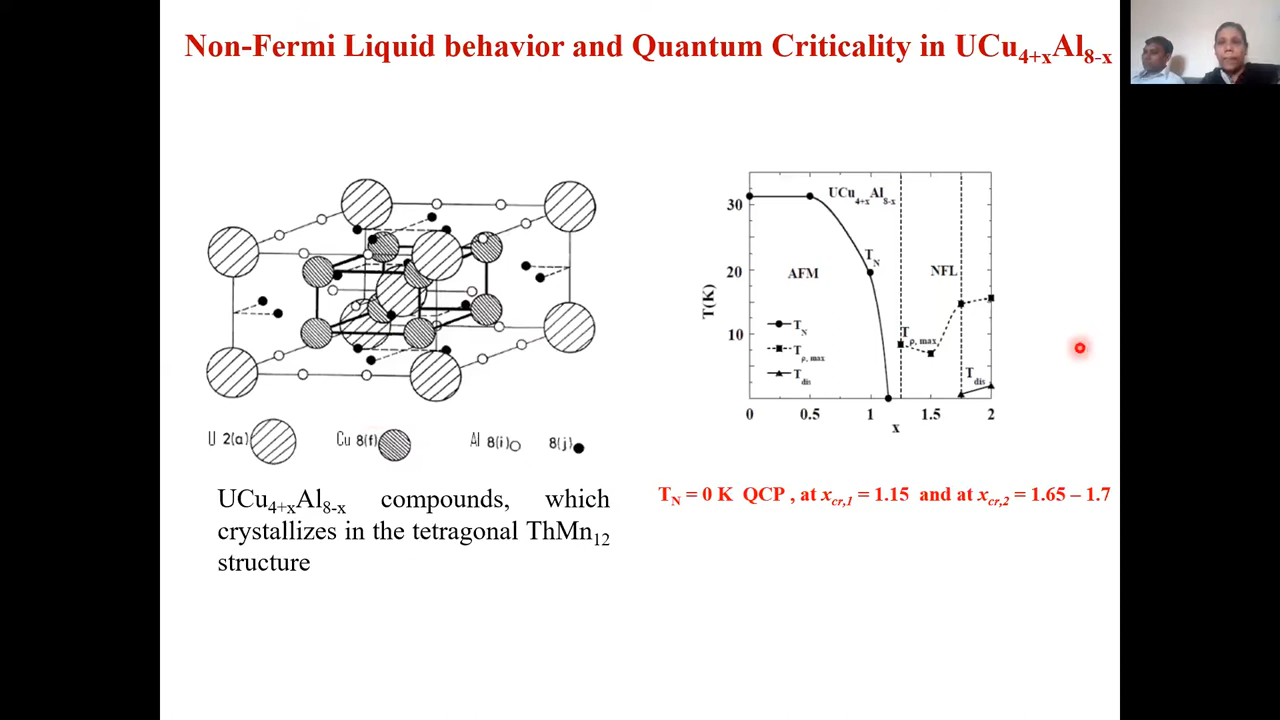 Non-Fermi Liquid behavior and Quantum Criticality in UCu4+xAl8-x
U 2(a)
Cu 8(f)
Al 8(i)
8(j)
UCu4+xAl8-x compounds, which
crystallizes in the tetragonal ThMn12
structure
30
20
10
T(K)
UCu4+xAl8-x
TN
AFM
NFL
TN
Tρ, max
Tdis
Tρ, max
Tdis
0 0.5 1 1.5 2
x
TN = 0 K QCP , at xcr,1 = 1.15 and at xcr,2 = 1.65 – 1.7